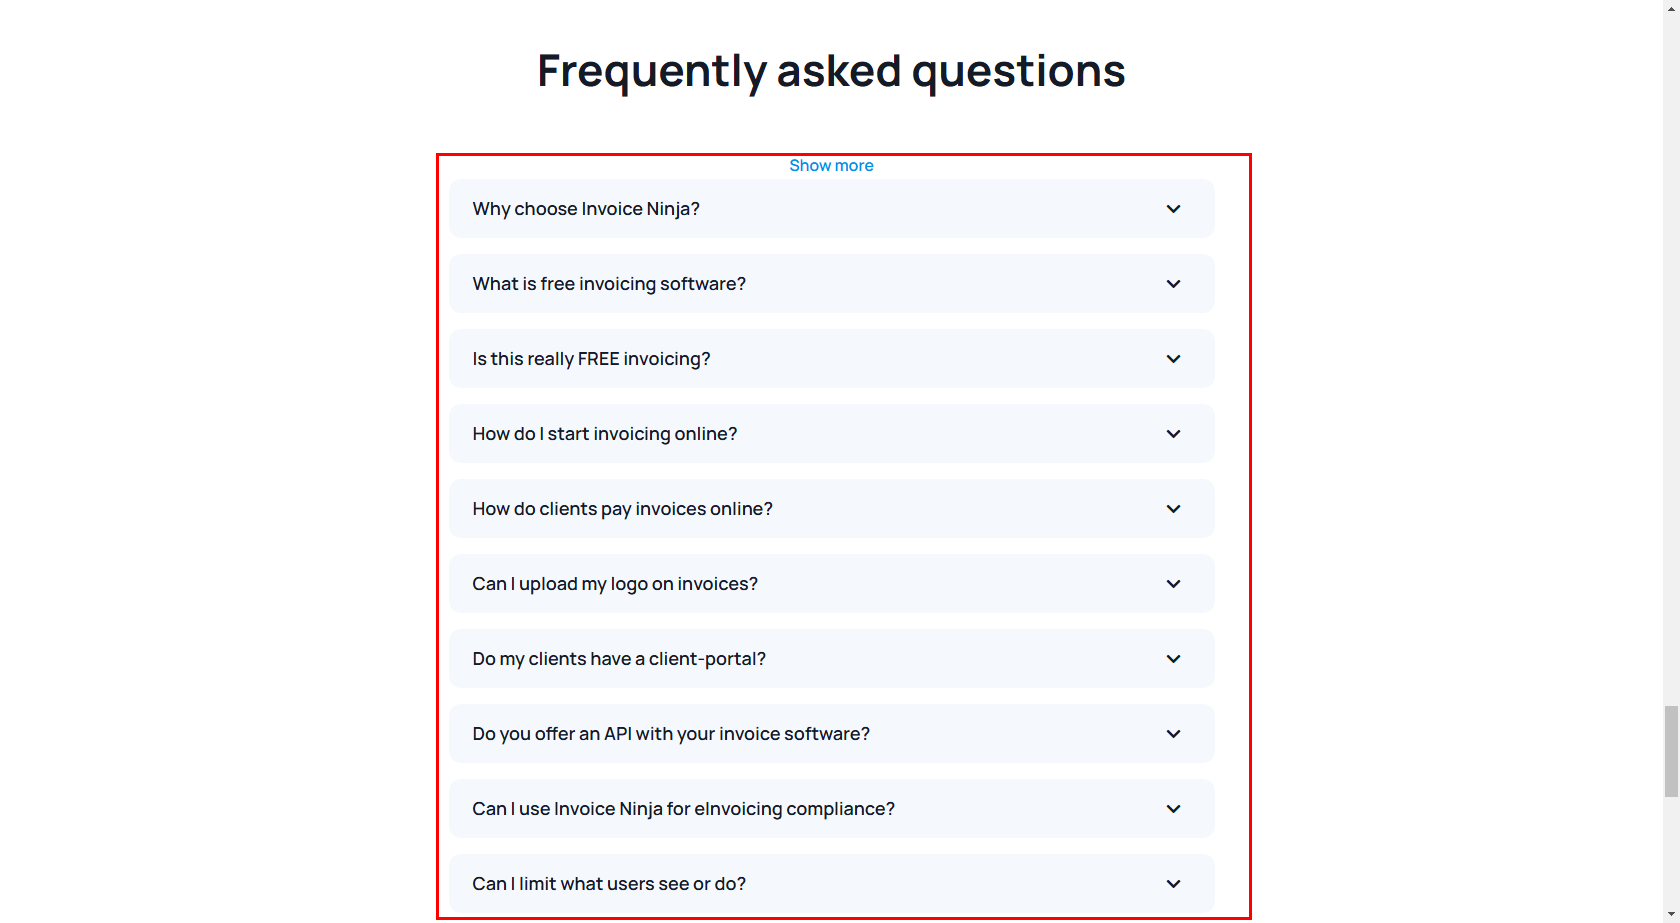 Frequently asked questions
Show more
Why choose Invoice Ninja?
What is free invoicing software?
Is this really FREE invoicing?
How do I start invoicing online?
How do clients pay invoices online?
Can I upload my logo on invoices?
Do my clients have a client-portal?
Do you offer an API with your invoice software?
Can I use Invoice Ninja for eInvoicing compliance?
Can I limit what users see or do?